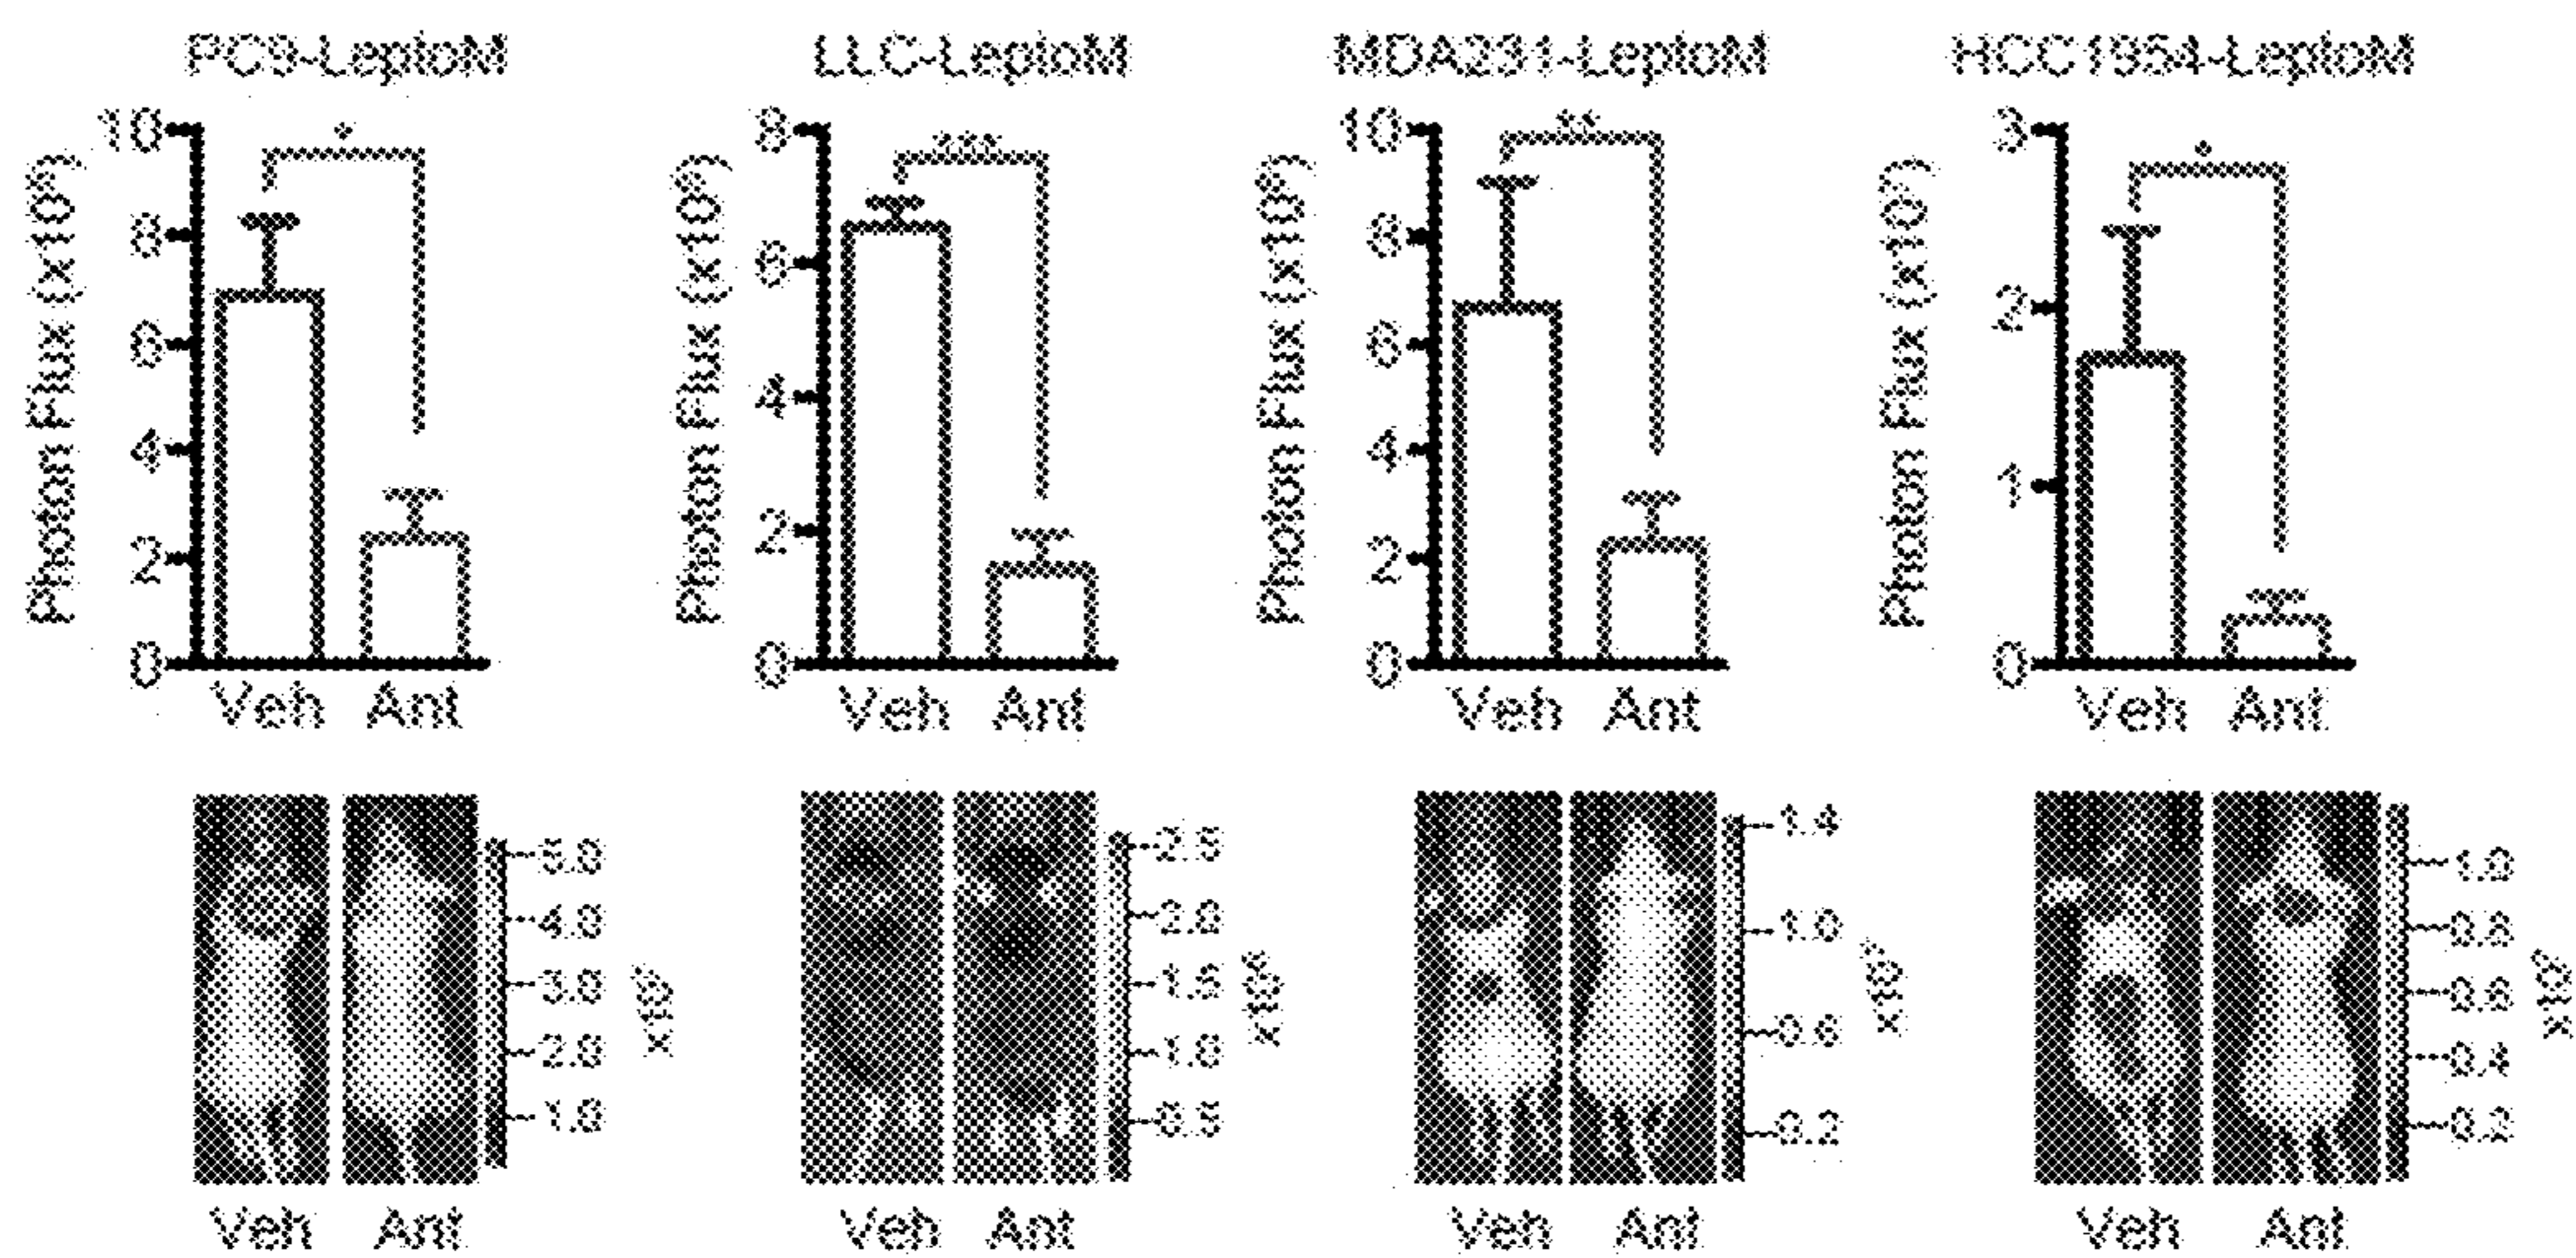 PC9-LeptoM
10
8
6
4
2
0
Photon Flux
Veh Ant
LLC-LeptoM
8
6
4
2
0
Photon Flux
Veh Ant
MDA231-LeptoM
10
8
6
4
2
0
Photon Flux
Veh Ant
HCC1954-LeptoM
3
2
1
0
Photon Flux
Veh Ant
*
***
**
*
5.0
4.0
3.0
2.0
1.0
Veh Ant
2.5
2.0
1.5
1.0
0.5
Veh Ant
1.4
1.0
0.6
0.2
Veh Ant
1.0
0.8
0.6
0.4
0.2
Veh Ant